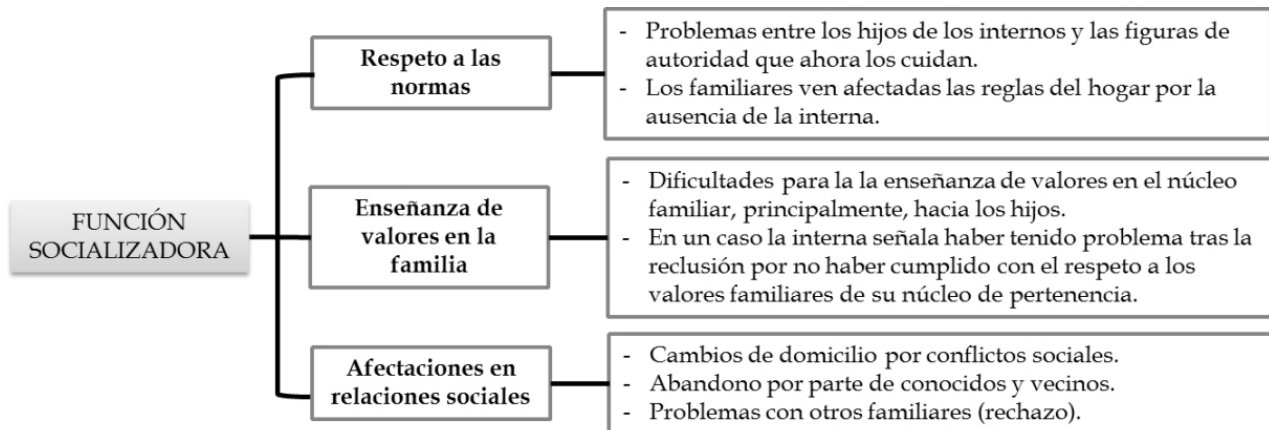 FUNCIÓN
SOCIALIZADORA
Respeto a las
normas
- Problemas entre los hijos de los internos y las figuras de
autoridad que ahora los cuidan.
- Los familiares ven afectadas las reglas del hogar por la
ausencia de la interna.
Enseñanza de
valores en la
familia
- Dificultades para la la enseñanza de valores en el núcleo
familiar, principalmente, hacia los hijos.
- En un caso la interna señala haber tenido problema tras la
reclusión por no haber cumplido con el respeto a los
valores familiares de su núcleo de pertenencia.
Afectaciones en
relaciones sociales
- Cambios de domicilio por conflictos sociales.
- Abandono por parte de conocidos y vecinos.
- Problemas con otros familiares (rechazo).